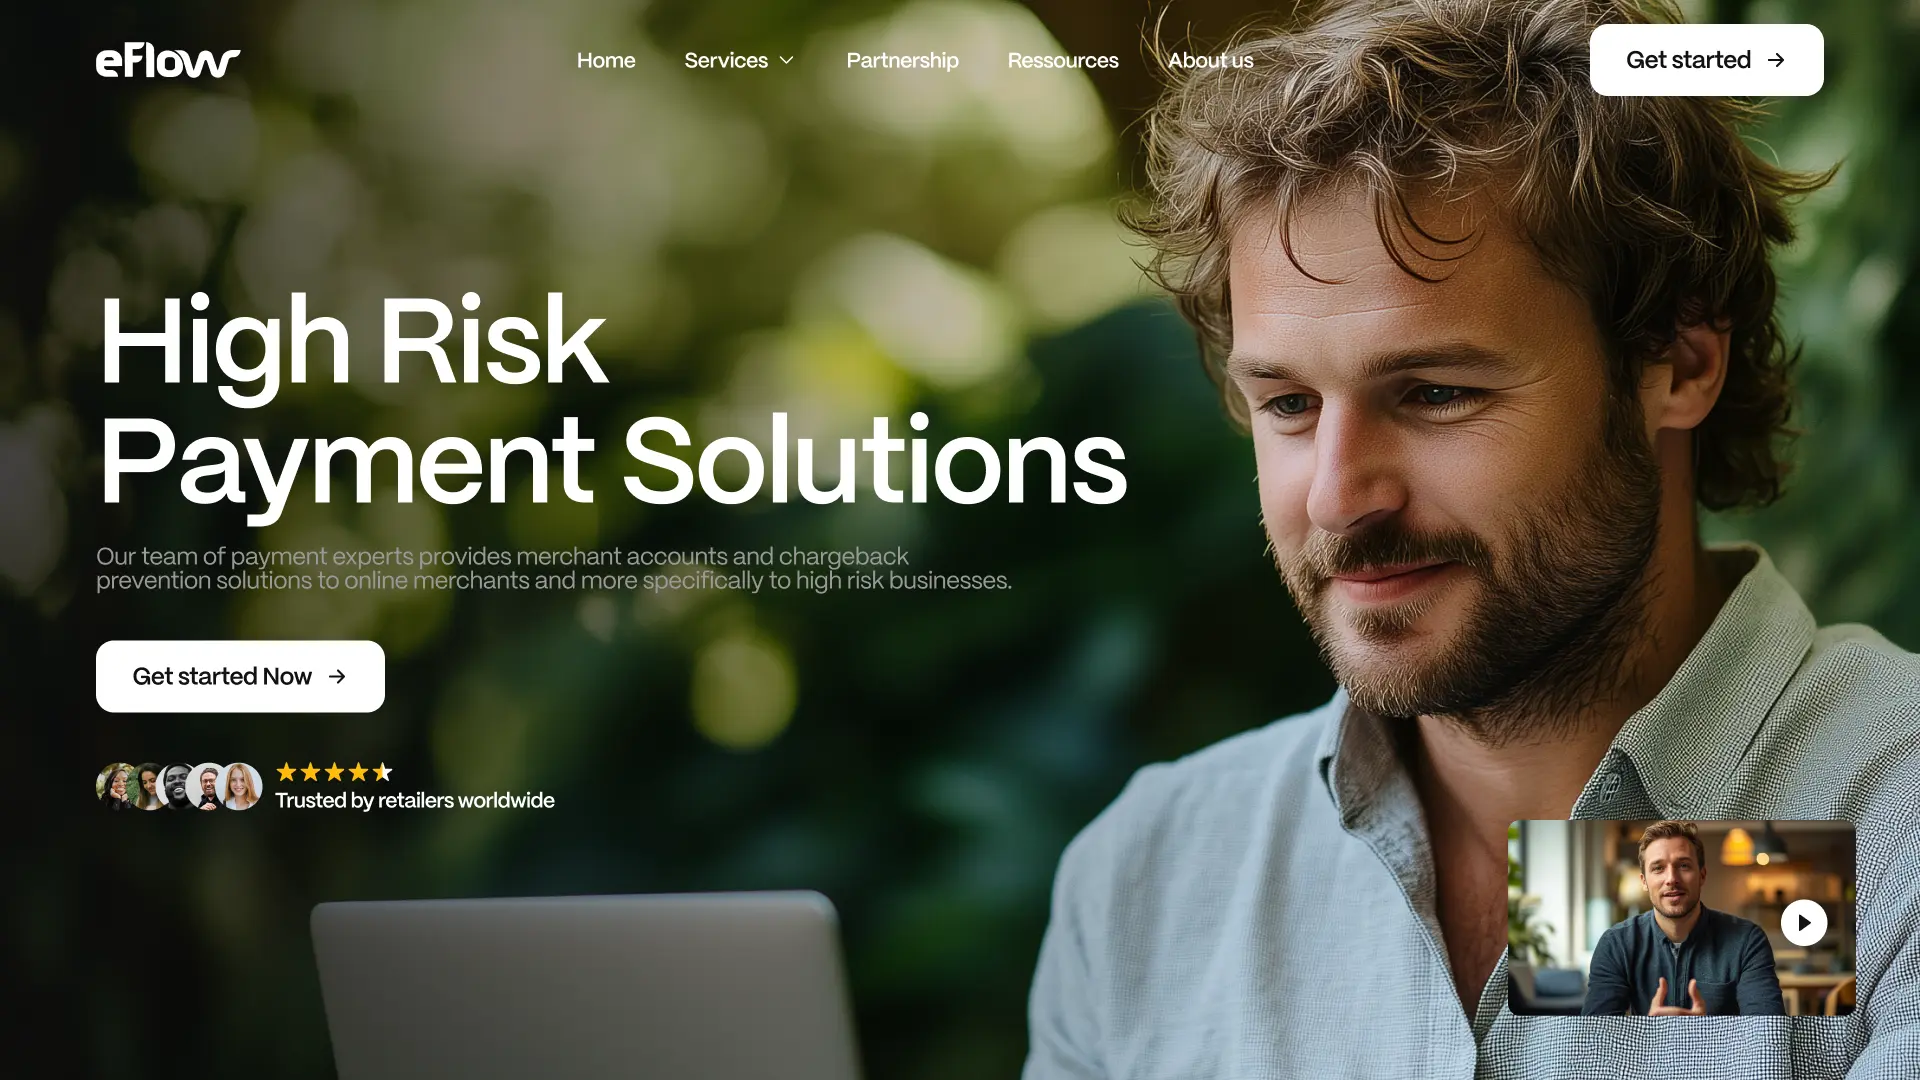 eFlow
Home Services Partnership Ressources About us
Get started
High Risk
Payment Solutions
Our team of payment experts provides merchant accounts and chargeback
prevention solutions to online merchants and more specifically to high risk businesses.
Get started Now
Trusted by retailers worldwide